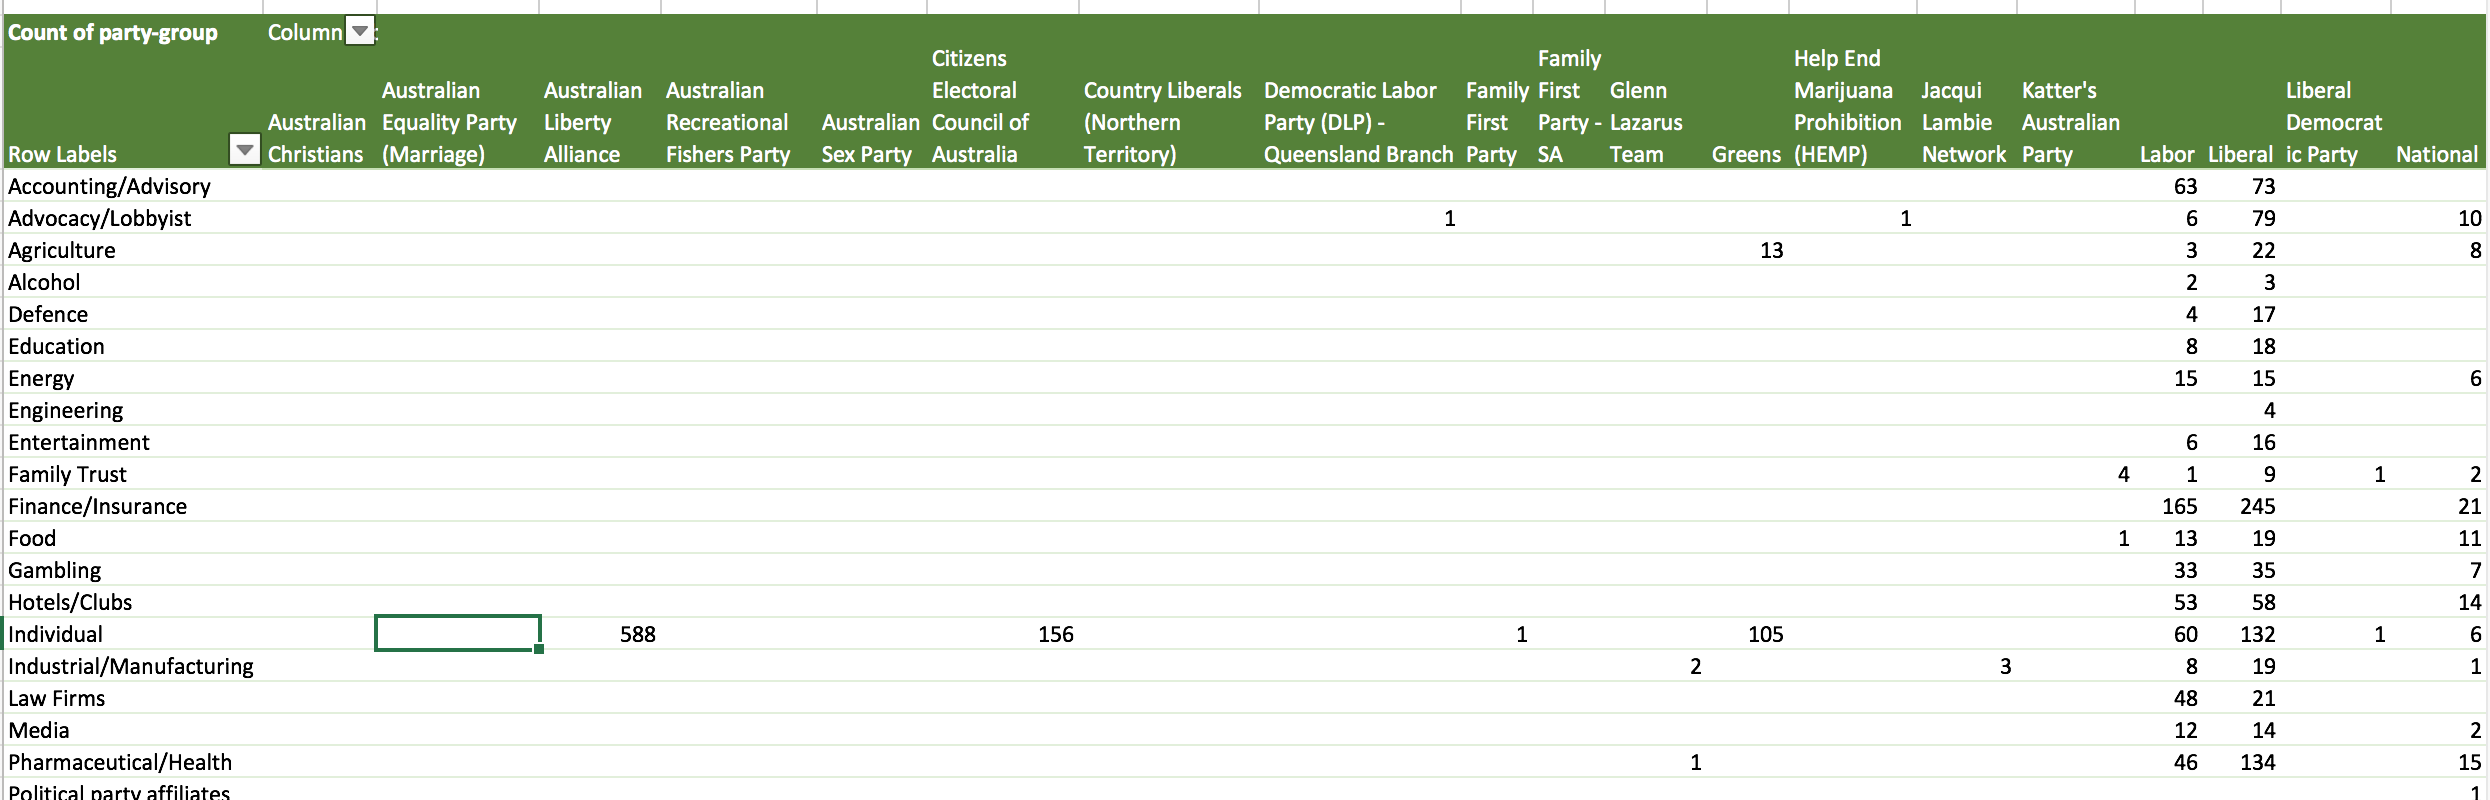 Count of party-group Column
Citizens Family Help End
Australian Australian Australian Electoral Country Liberals Democratic Labor Family First Glenn Marijuana Jacqui Katter's Liberal
Australian Equality Party Liberty Recreational Australian Council of (Northern Party (DLP) - First Party - Lazarus Prohibition Lambie Australian Democrat
Row Labels Christians (Marriage) Alliance Fishers Party Sex Party Australia Territory) Queensland Branch Party SA Team Greens (HEMP) Network Party Labor Liberal ic Party National
Accounting/Advisory 63 73
Advocacy/Lobbyist 1 1 6 79 10
Agriculture 13 3 22 8
Alcohol 2 3
Defence 4 17
Education 8 18
Energy 15 15 6
Engineering 4
Entertainment 6 16
Family Trust 4 1 9 1 2
Finance/Insurance 165 245 21
Food 1 13 19 11
Gambling 33 35 7
Hotels/Clubs 53 58 14
Individual 588 156 1 105 60 132 1 6
Industrial/Manufacturing 2 3 8 19 1
Law Firms 48 21
Media 12 14 2
Pharmaceutical/Health 1 46 134 15
Political party affiliates 1